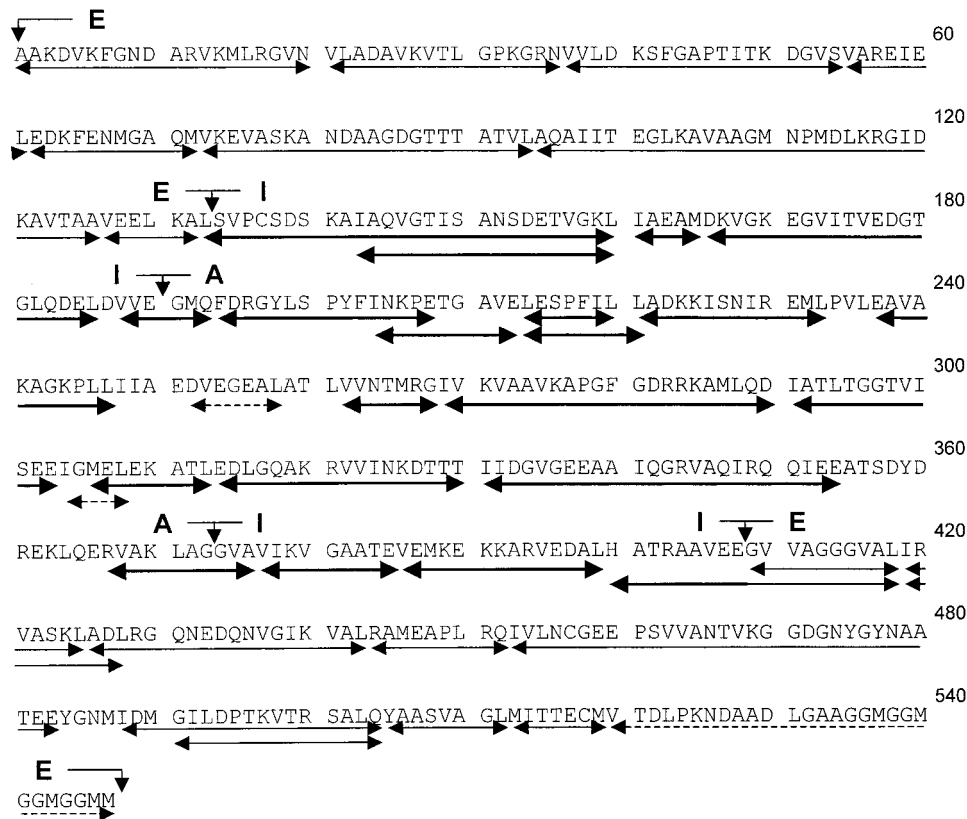 E
60
AAKDVKFGND ARVKMLRGVN VLADAVKVTL GPKGRNVVLD KSFGAPTITK DGVSVAREIE
120
LEDKFENMGA QMVKEVASKA NDAAGDGTTT ATVLAQAIIT EGLKAVAAGM NPMDLKRGID
E I
180
KAVTAAVEEL KALSVPCSDS KAIAQVGTIS ANSDETVGKL IAEAMDKVGK EGVITVEDGT
I A
240
GLQDELDVVE GMQFDRGYLS PYFINKPETG AVELESPFIL LADKKISNIR EMLPVLEAVA
300
KAGKPLLIIA EDVEGEALAT LVVNTMRGIV KVAAVKAPGF GDRRKAMLQD IATLTGGTVI
360
SEEIGMELEK ATLEDLGQAK RVVINKDTTT IIDGVGEEAA IQGRVAQIRQ QIEEATSDYD
A I I E
420
REKLQERVAK LAGGVAVIKV GAATEVEMKE KKARVEDALH ATRAAVEEGV VAGGGVALIR
480
VASKLADLRG QNEDQNVGIK VALRAMEAPL RQIVLNCGEE PSVVANTVKG GDGNYGYNAA
540
TEEYGNMIDM GILDPTKVTR SALQYAASVA GLMITTECMV TDLPKNDAAD LGAAGGMGGM
E
GGMGGMM